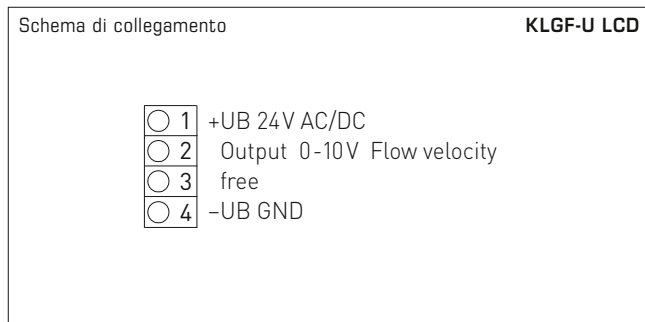 Schema di collegamento KLGF-U LCD
1 +UB 24V AC/DC
2 Output 0-10V Flow velocity
3 free
4 –UB GND